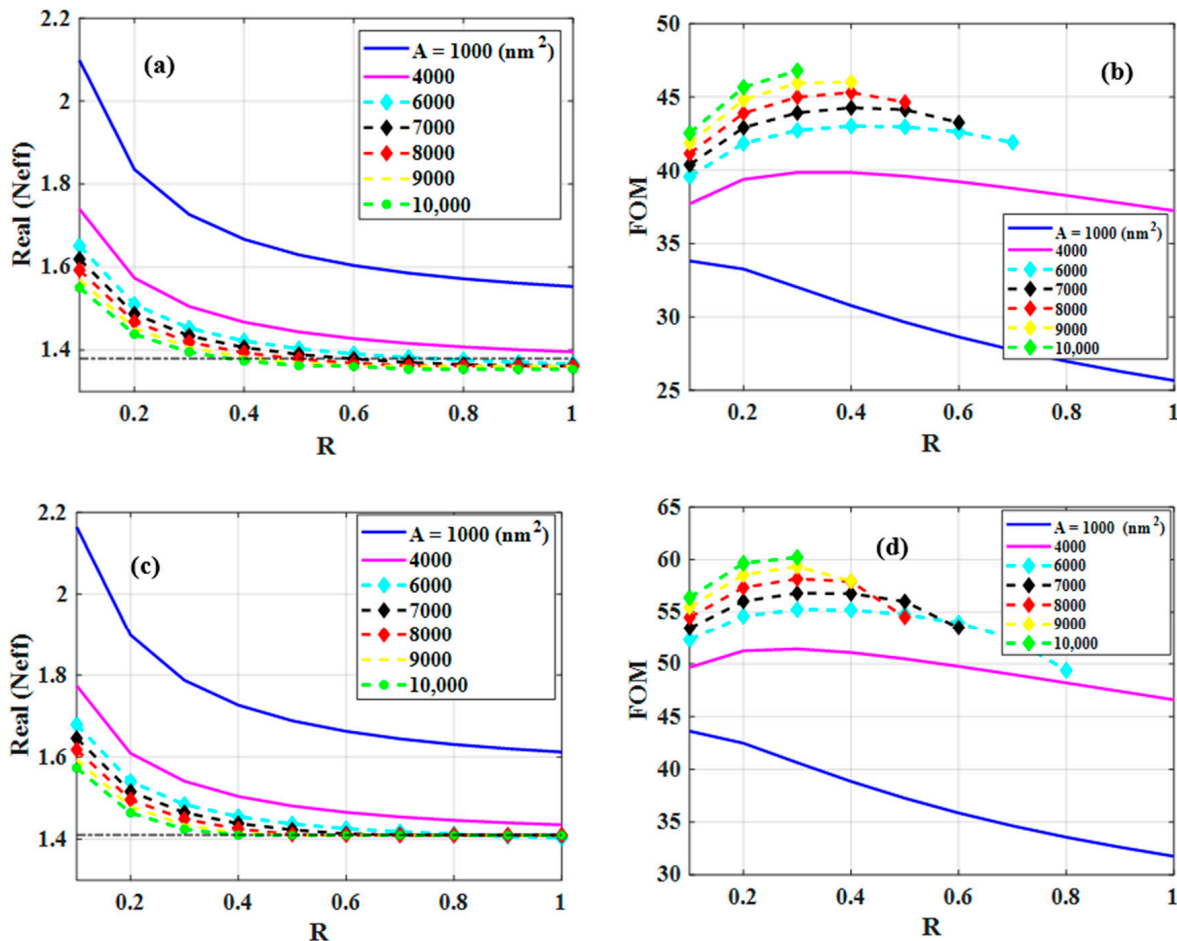 2.2
2
1.8
1.6
1.4
Real (Neff)
(a)
A = 1000 (nm²)
4000
6000
7000
8000
9000
10,000
0.2 0.4 0.6 0.8 1
R
50
45
40
35
30
25
FOM
(b)
A = 1000 (nm²)
4000
6000
7000
8000
9000
10,000
0.2 0.4 0.6 0.8 1
R
2.2
2
1.8
1.6
1.4
Real (Neff)
(c)
A = 1000 (nm²)
4000
6000
7000
8000
9000
10,000
0.2 0.4 0.6 0.8 1
R
65
60
55
50
45
40
35
30
FOM
(d)
A = 1000 (nm²)
4000
6000
7000
8000
9000
10,000
0.2 0.4 0.6 0.8 1
R